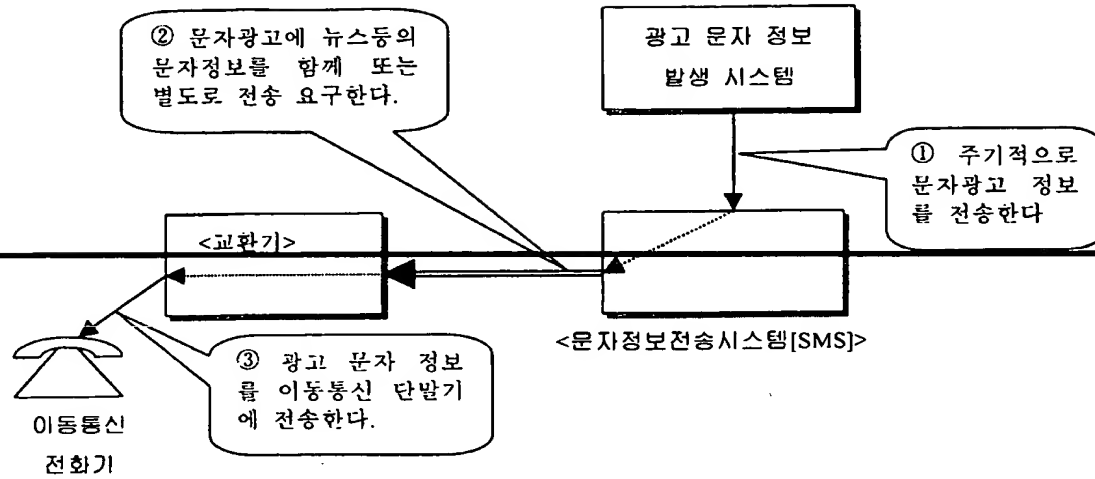 ② 문자광고에 뉴스등의
문자정보를 함께 또는
별도로 전송 요구한다.
광고 문자 정보
발생 시스템
① 주기적으로
문자광고 정보
를 전송한다
<교환기>
<문자정보전송시스템[SMS]>
③ 광고 문자 정보
를 이동통신 단말기
에 전송한다.
이동통신
전화기